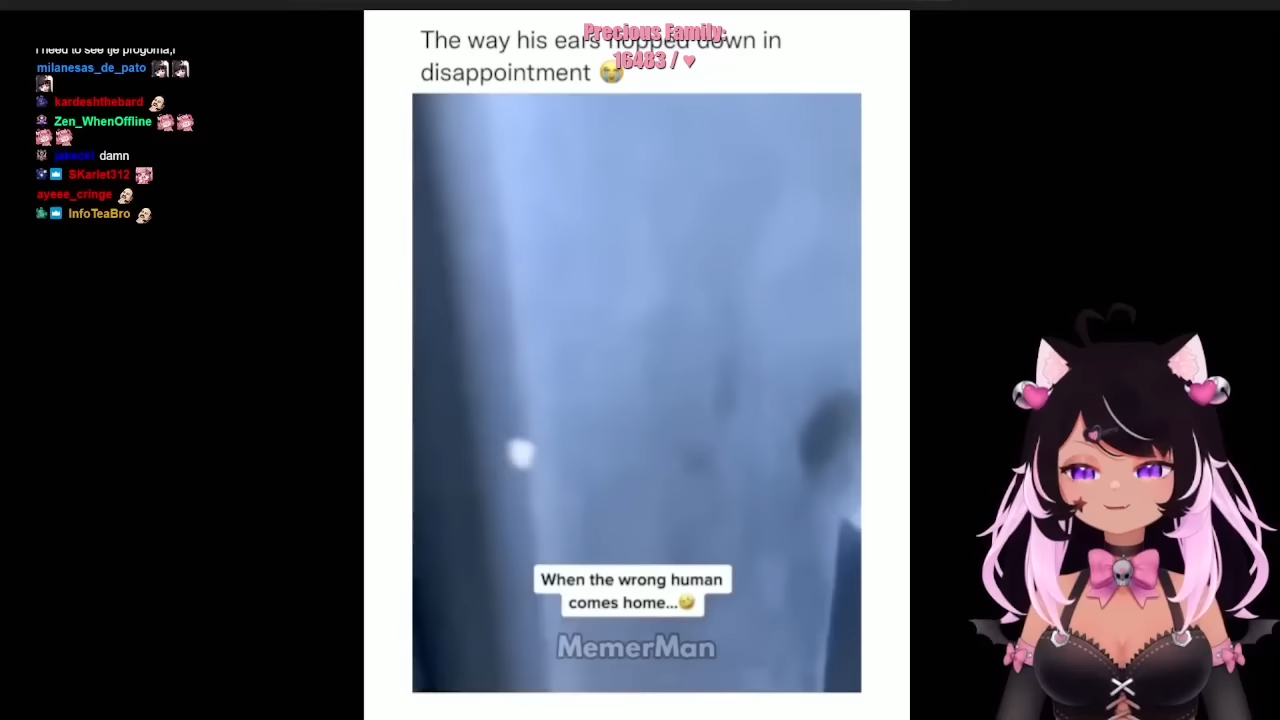 The way his ears flopped down in
disappointment 😭
Precious Family:
16483 / ♥
I need to see tje progoma,r
milanesas_de_pato
kardeshthebard
Zen_WhenOffline
damn
SKarlet312
ayeee_cringe
InfoTeaBro
When the wrong human
comes home...🤣
MemerMan